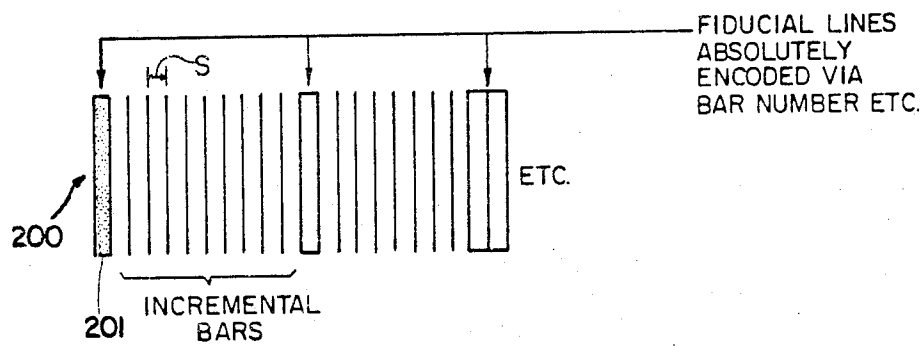 FIDUCIAL LINES
ABSOLUTELY
ENCODED VIA
BAR NUMBER ETC.
S
ETC.
200
201
INCREMENTAL
BARS